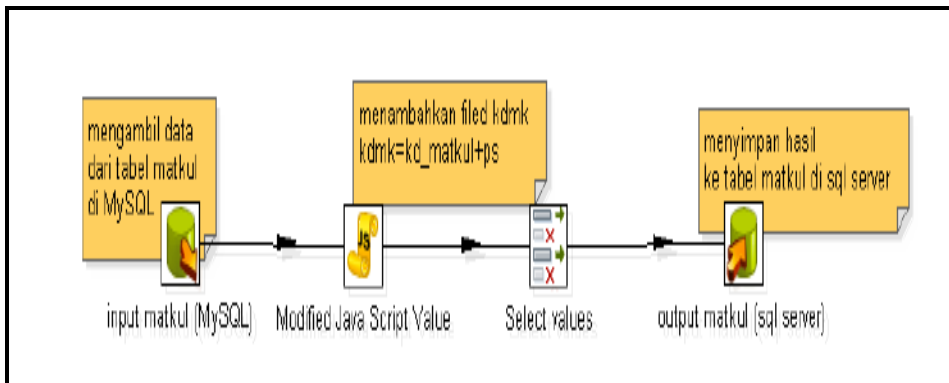 mengambil data
dari tabel matkul
di MySQL
menambahkan filed kdmk
kdmk=kd_matkul+ps
menyimpan hasil
ke tabel matkul di sql server
JS
input matkul (MySQL)
Modified Java Script Value
Select values
output matkul (sql server)